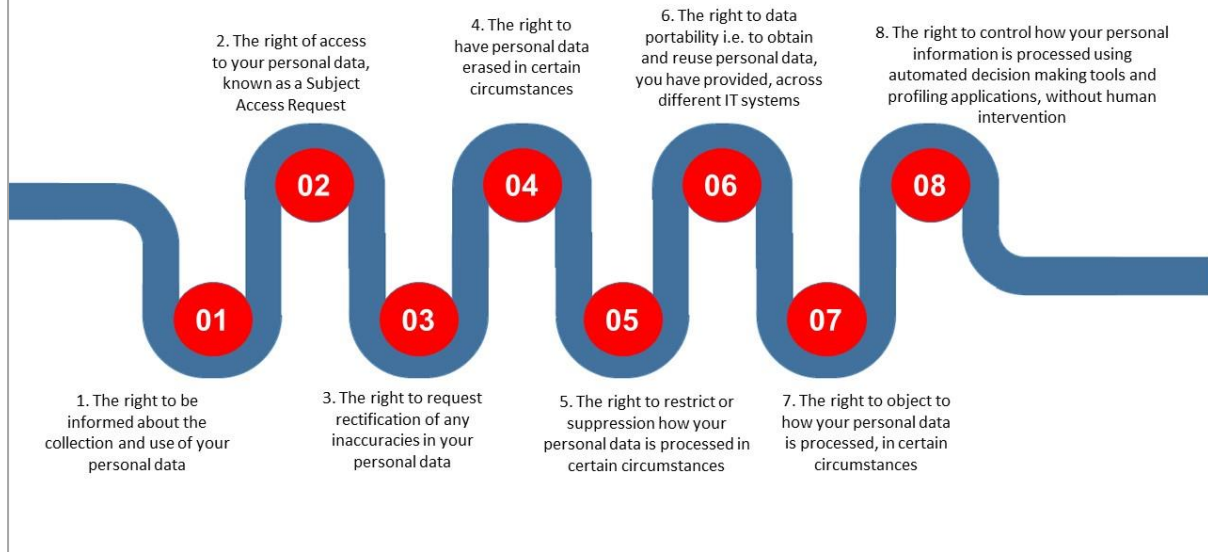 1. The right to be
informed about the
collection and use of your
personal data
2. The right of access
to your personal data,
known as a Subject
Access Request
3. The right to request
rectification of any
inaccuracies in your
personal data
4. The right to
have personal data
erased in certain
circumstances
5. The right to restrict or
suppression how your
personal data is processed in
certain circumstances
6. The right to data
portability i.e. to obtain
and reuse personal data,
you have provided, across
different IT systems
7. The right to object to
how your personal data
is processed, in certain
circumstances
8. The right to control how your personal
information is processed using
automated decision making tools and
profiling applications, without human
intervention
01
02
03
04
05
06
07
08